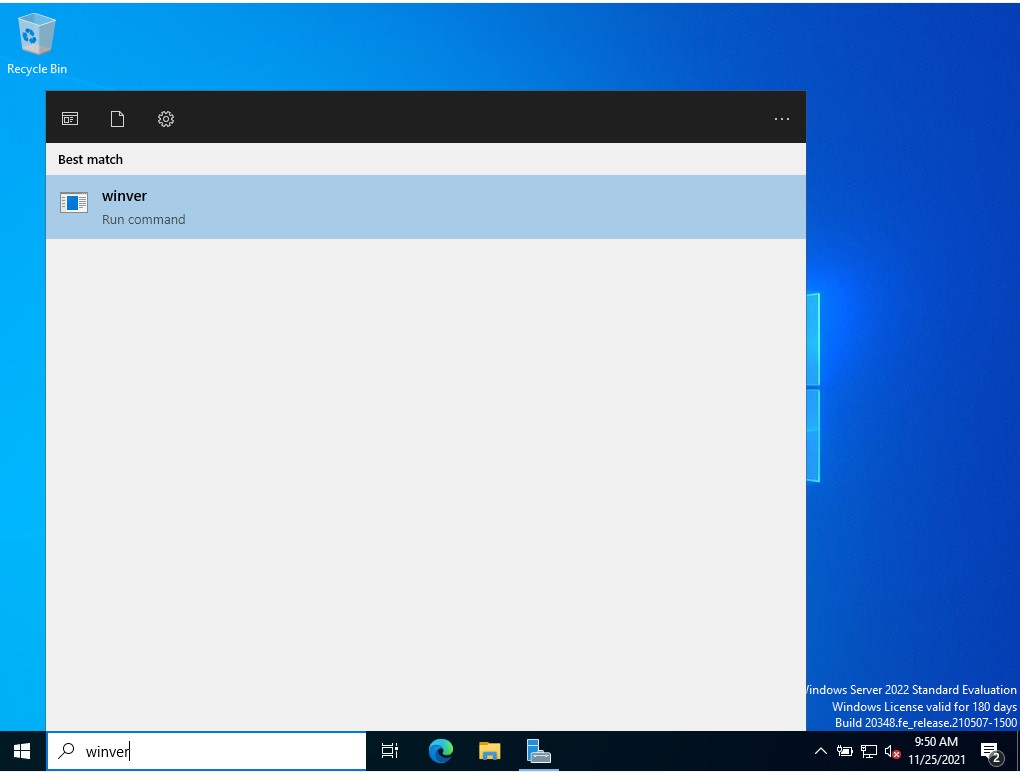 Recycle Bin
Best match
winver
Run command
indows Server 2022 Standard Evaluation
Windows License valid for 180 days
Build 20348.fe_release.210507-1500
winver
9:50 AM
11/25/2021
2